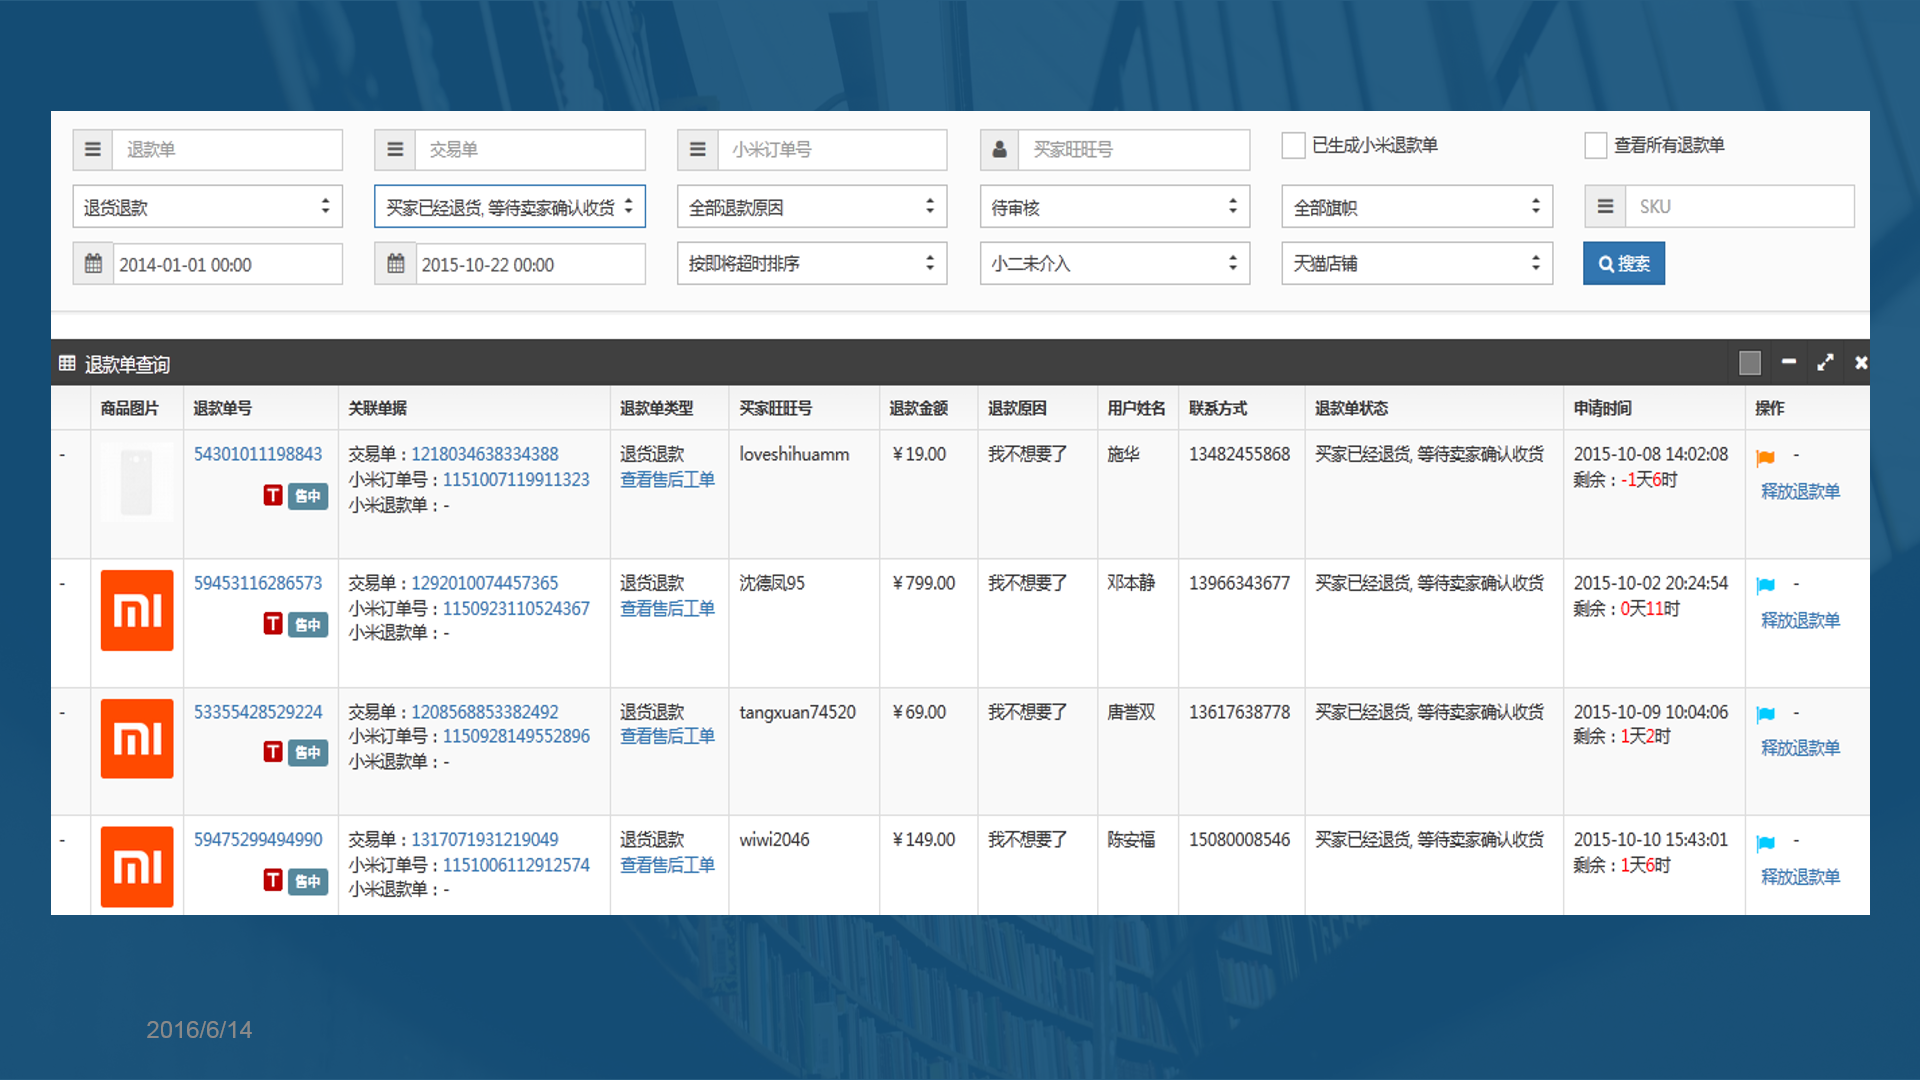 退款单 交易单 小米订单号 买家旺旺号 已生成小米退款单 查看所有退款单
退货退款 买家已经退货, 等待卖家确认收货 全部退款原因 待审核 全部旗帜 SKU
2014-01-01 00:00 2015-10-22 00:00 按即将超时排序 小二未介入 天猫店铺 搜索
退款单查询
商品图片 退款单号 关联单据 退款单类型 买家旺旺号 退款金额 退款原因 用户姓名 联系方式 退款单状态 申请时间 操作
- 54301011198843 交易单：1218034638334388 退货退款 loveshihuamm ¥19.00 我不想要了 施华 13482455868 买家已经退货, 等待卖家确认收货 2015-10-08 14:02:08 -
小米订单号：1151007119911323 查看售后工单 剩余：-1天6时
T 售中 小米退款单：- 释放退款单
- 59453116286573 交易单：1292010074457365 退货退款 沈德凤95 ¥799.00 我不想要了 邓本静 13966343677 买家已经退货, 等待卖家确认收货 2015-10-02 20:24:54 -
小米订单号：1150923110524367 查看售后工单 剩余：0天11时
mi T 售中 小米退款单：- 释放退款单
- 53355428529224 交易单：1208568853382492 退货退款 tangxuan74520 ¥69.00 我不想要了 唐誉双 13617638778 买家已经退货, 等待卖家确认收货 2015-10-09 10:04:06 -
小米订单号：1150928149552896 查看售后工单 剩余：1天2时
mi T 售中 小米退款单：- 释放退款单
- 59475299494990 交易单：1317071931219049 退货退款 wiwi2046 ¥149.00 我不想要了 陈安福 15080008546 买家已经退货, 等待卖家确认收货 2015-10-10 15:43:01 -
小米订单号：1151006112912574 查看售后工单 剩余：1天6时
mi T 售中 小米退款单：- 释放退款单
2016/6/14